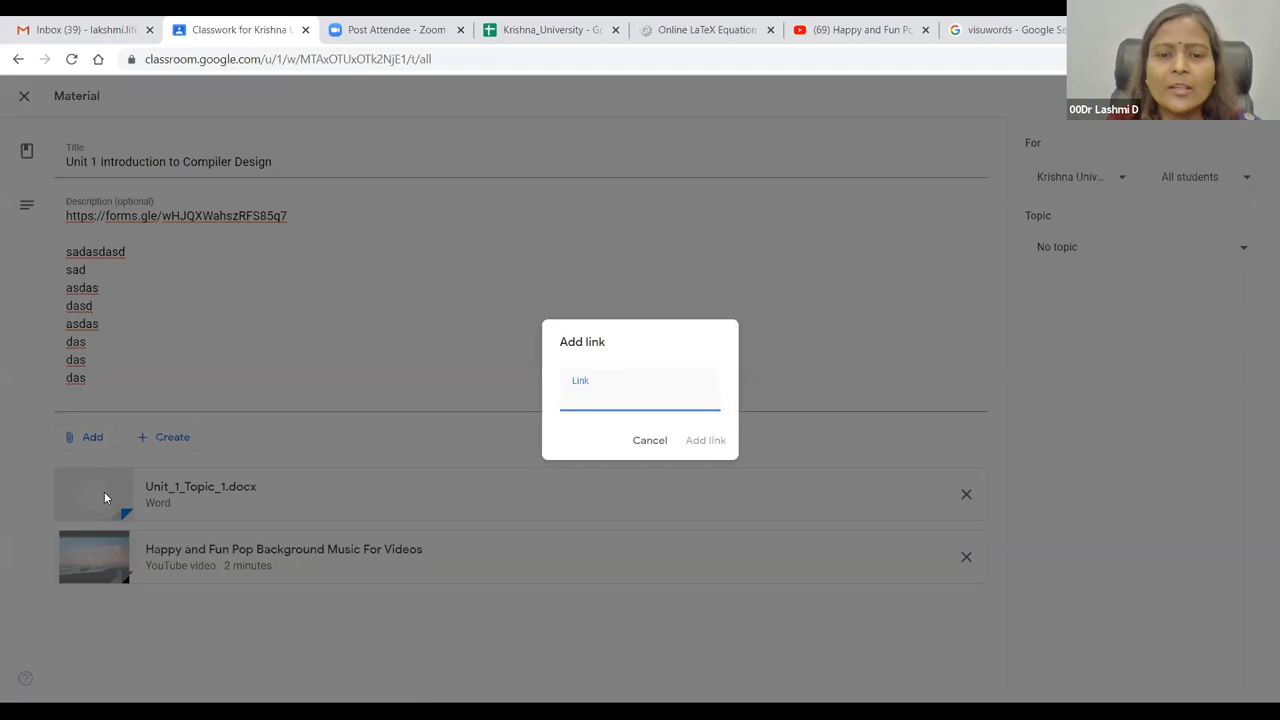 Inbox (39) - lakshmi.life
Classwork for Krishna U
Post Attendee - Zoom
Krishna_University - Go
Online LaTeX Equation
(69) Happy and Fun Po
visuwords - Google Se
classroom.google.com/u/1/w/MTAxOTUxOTk2NjE1/t/all
00Dr Lashmi D
Material
Title
Unit 1 Introduction to Compiler Design
Description (optional)
https://forms.gle/wHJQXWahszRFS85q7
sadasdasd
sad
asdas
dasd
asdas
das
das
das
For
Krishna Univ...
All students
Topic
No topic
Add link
Link
Cancel
Add link
Add
Create
Unit_1_Topic_1.docx
Word
Happy and Fun Pop Background Music For Videos
YouTube video 2 minutes